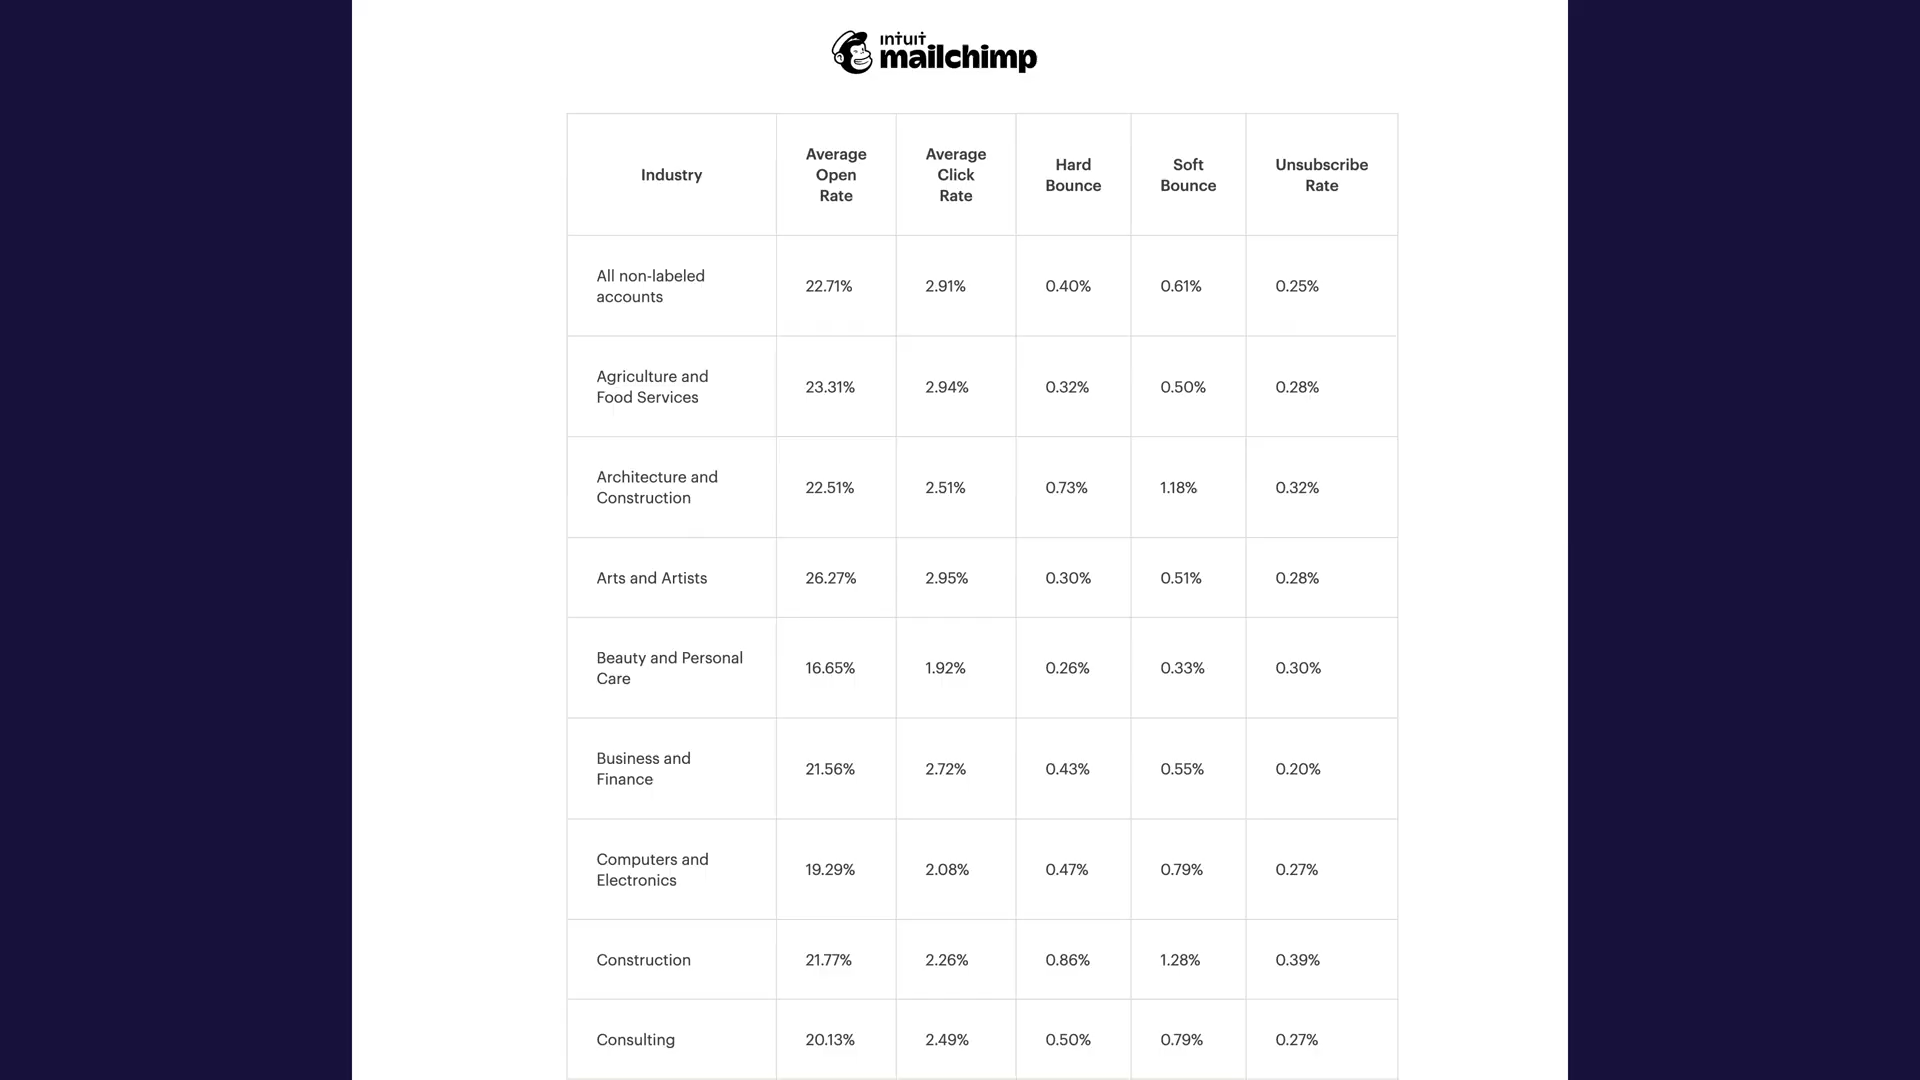 INTUIT
mailchimp
Industry
Average
Open
Rate
Average
Click
Rate
Hard
Bounce
Soft
Bounce
Unsubscribe
Rate
All non-labeled
accounts
22.71%
2.91%
0.40%
0.61%
0.25%
Agriculture and
Food Services
23.31%
2.94%
0.32%
0.50%
0.28%
Architecture and
Construction
22.51%
2.51%
0.73%
1.18%
0.32%
Arts and Artists
26.27%
2.95%
0.30%
0.51%
0.28%
Beauty and Personal
Care
16.65%
1.92%
0.26%
0.33%
0.30%
Business and
Finance
21.56%
2.72%
0.43%
0.55%
0.20%
Computers and
Electronics
19.29%
2.08%
0.47%
0.79%
0.27%
Construction
21.77%
2.26%
0.86%
1.28%
0.39%
Consulting
20.13%
2.49%
0.50%
0.79%
0.27%